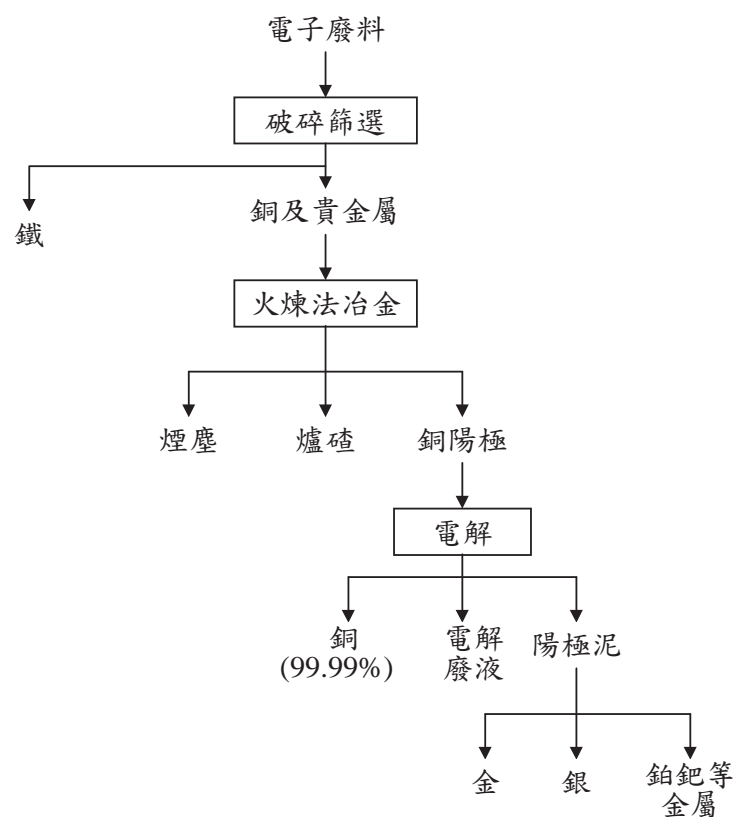 電子廢料
破碎篩選
鐵
銅及貴金屬
火煉法冶金
煙塵
爐碴
銅陽極
電解
銅
(99.99%)
電解
廢液
陽極泥
金
銀
鉑鈀等
金屬